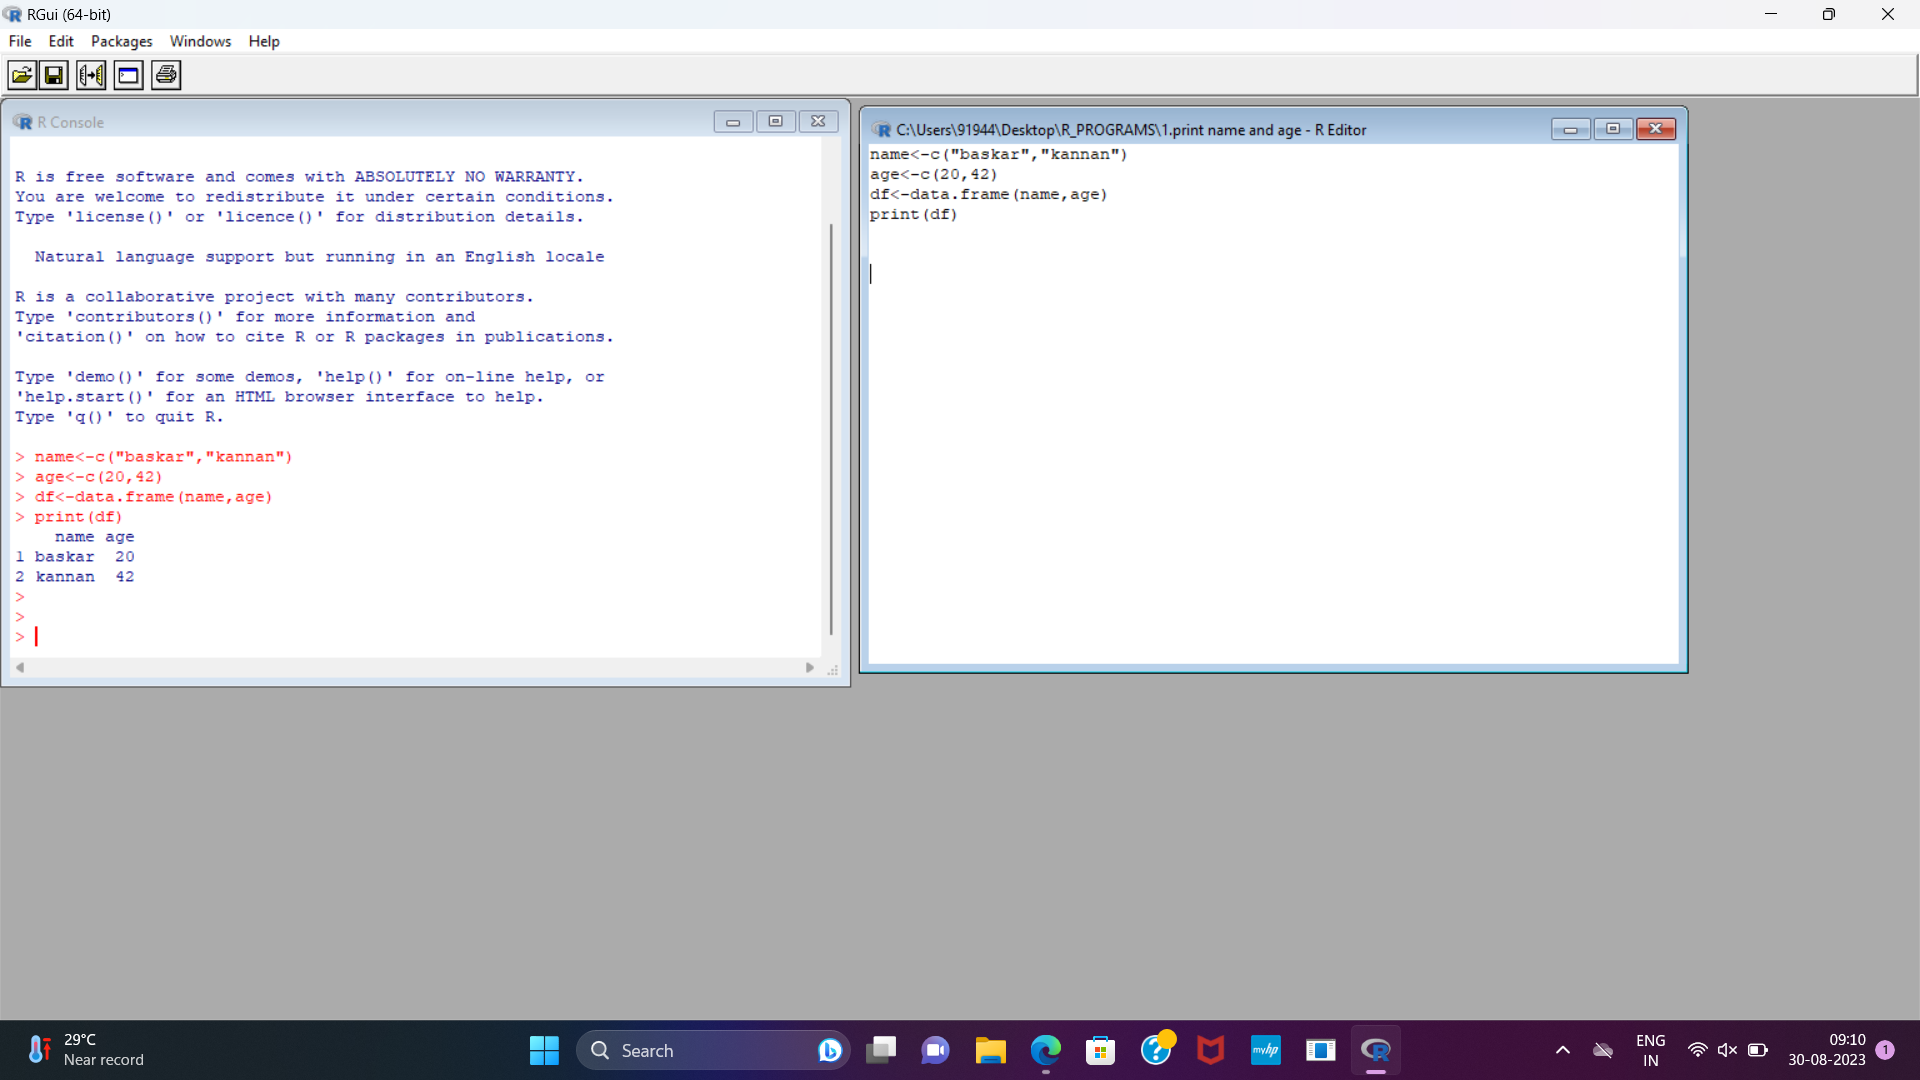 RGui (64-bit)
File Edit Packages Windows Help
R Console
R is free software and comes with ABSOLUTELY NO WARRANTY.
You are welcome to redistribute it under certain conditions.
Type 'license()' or 'licence()' for distribution details.
Natural language support but running in an English locale
R is a collaborative project with many contributors.
Type 'contributors()' for more information and
'citation()' on how to cite R or R packages in publications.
Type 'demo()' for some demos, 'help()' for on-line help, or
'help.start()' for an HTML browser interface to help.
Type 'q()' to quit R.
> name<-c("baskar","kannan")
> age<-c(20,42)
> df<-data.frame(name,age)
> print(df)
name age
1 baskar 20
2 kannan 42
>
>
>
C:\Users\91944\Desktop\R_PROGRAMS\1.print name and age - R Editor
name<-c("baskar","kannan")
age<-c(20,42)
df<-data.frame(name,age)
print(df)
29°C
Near record
Search
myhp
ENG
IN
09:10
30-08-2023
1